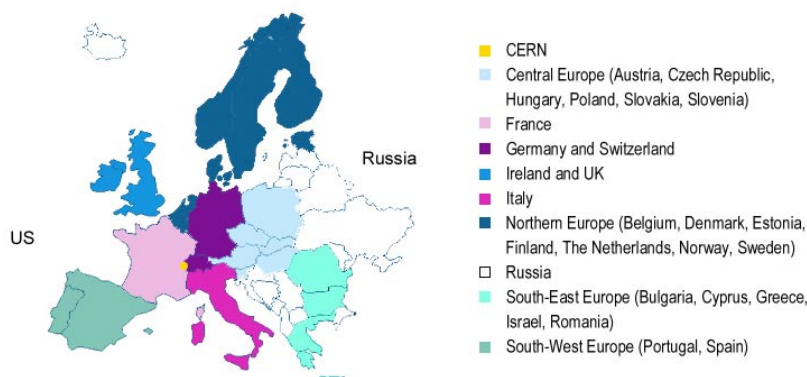 CERN
Central Europe (Austria, Czech Republic,
Hungary, Poland, Slovakia, Slovenia)
France
Germany and Switzerland
Ireland and UK
Italy
Northern Europe (Belgium, Denmark, Estonia,
Finland, The Netherlands, Norway, Sweden)
Russia
South-East Europe (Bulgaria, Cyprus, Greece,
Israel, Romania)
South-West Europe (Portugal, Spain)
Russia
US